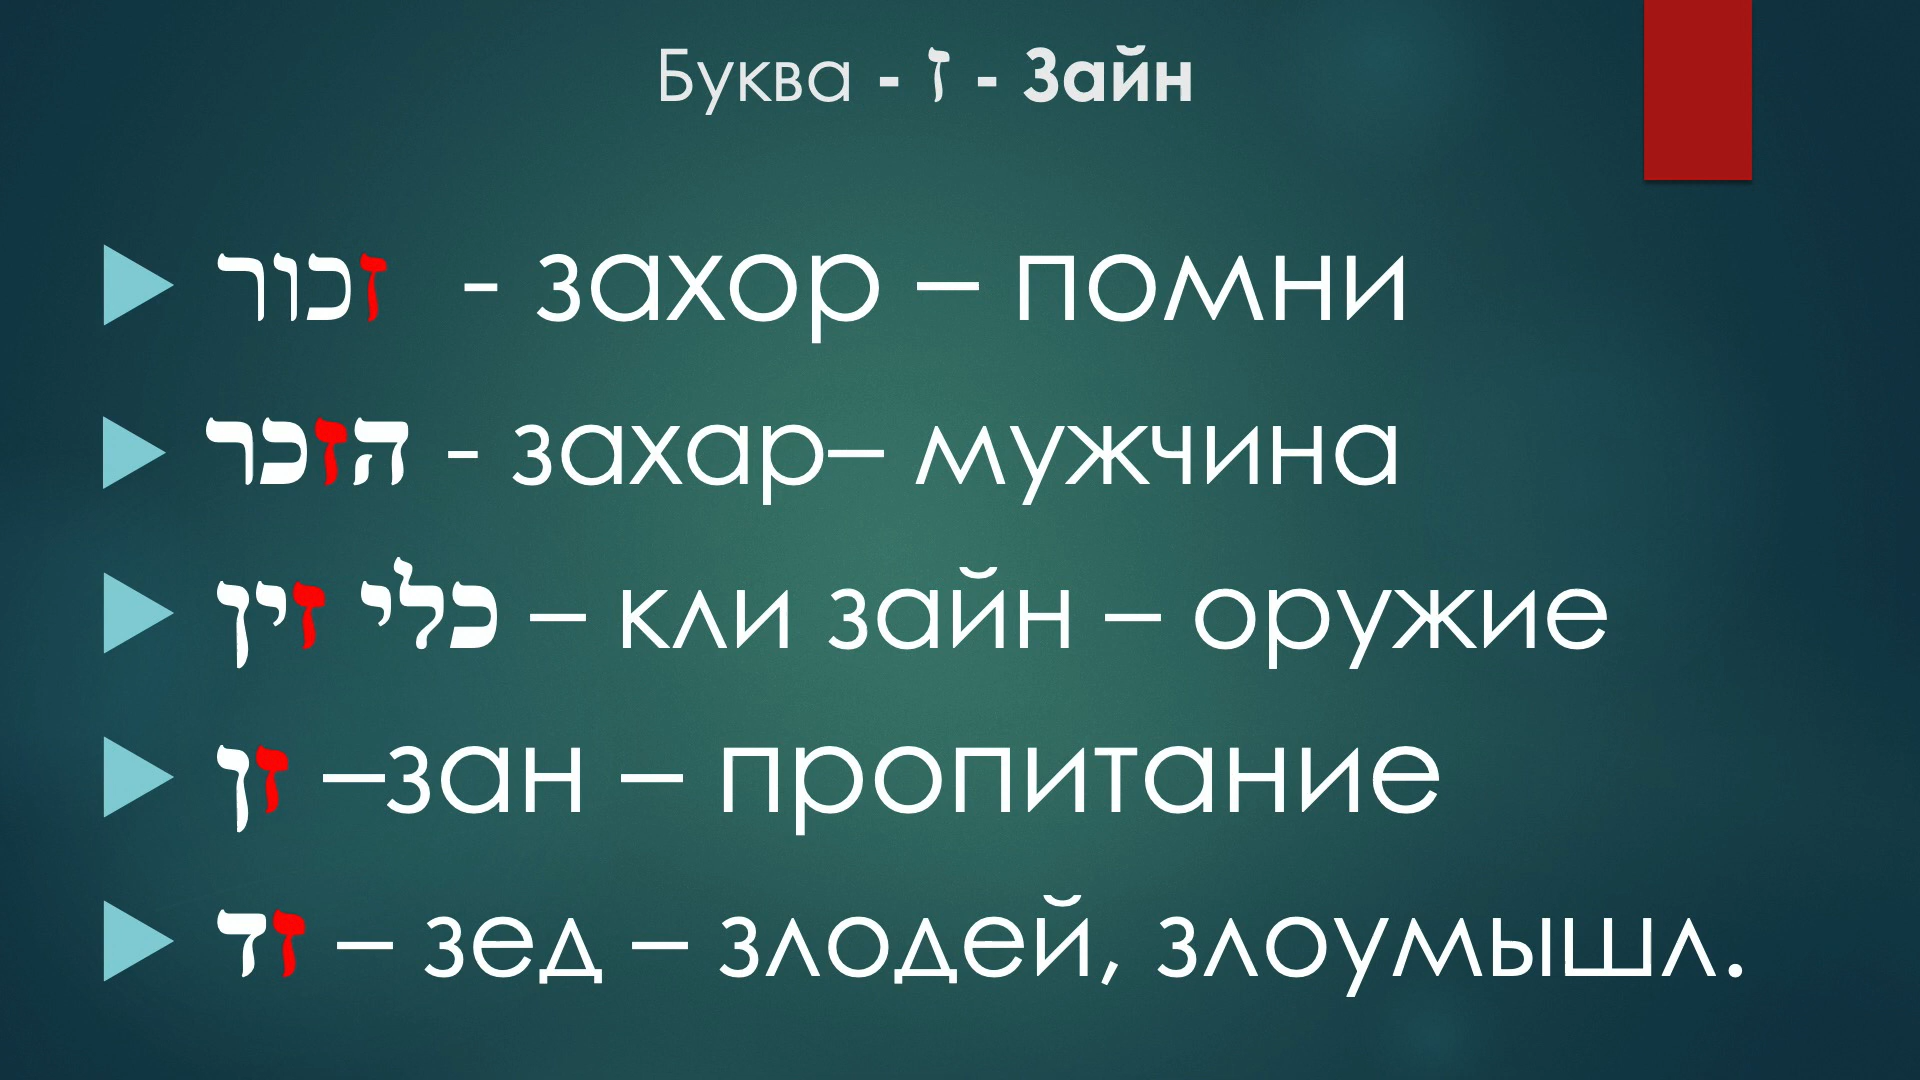 Буква - ז - Зайн
זכור - захор – помни
הזכר - захар– мужчина
כלי זין – кли зайн – оружие
זן –зан – пропитание
זד – зед – злодей, злоумышл.